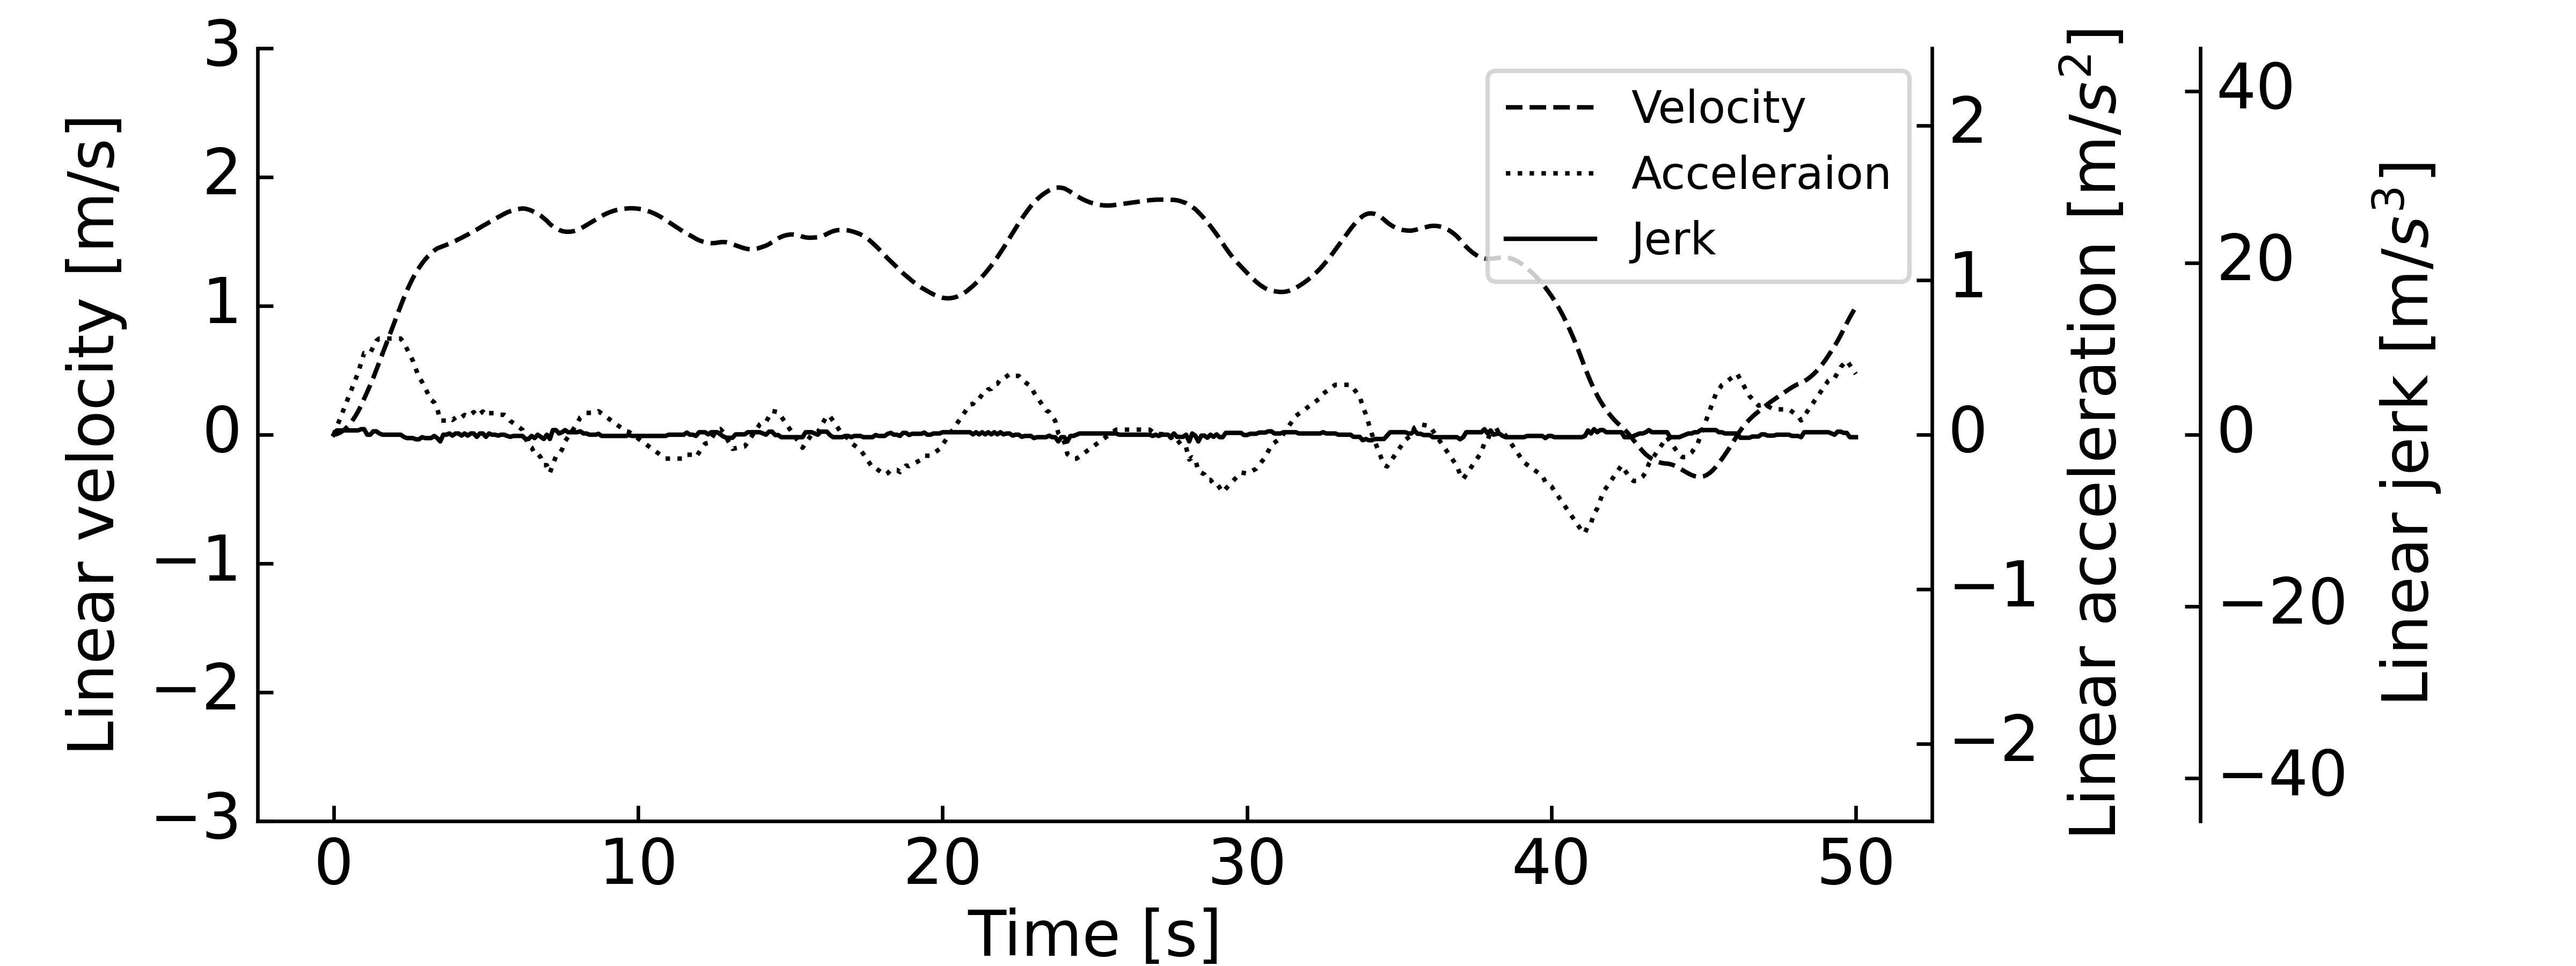 Linear velocity [m/s]
3
2
1
0
−1
−2
−3
0 10 20 30 40 50
Time [s]
Velocity
Acceleraion
Jerk
2
1
0
−1
−2
Linear acceleration [m/s²]
40
20
0
−20
−40
Linear jerk [m/s³]